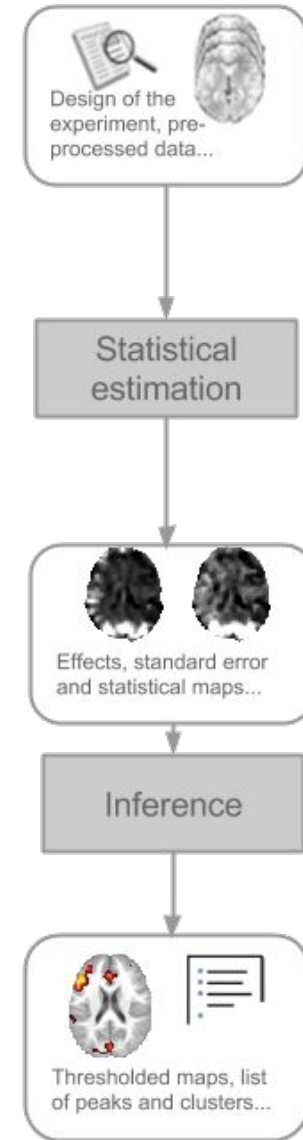 Design of the
experiment, pre-
processed data...
Statistical
estimation
Effects, standard error
and statistical maps...
Inference
Thresholded maps, list
of peaks and clusters...